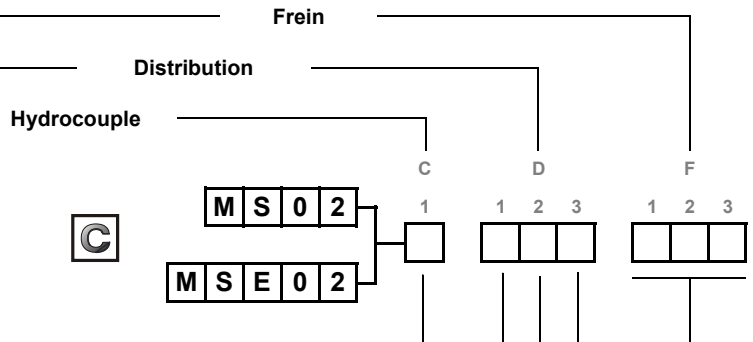 Frein
Distribution
Hydrocouple
C D F
M S 0 2 1 1 2 3 1 2 3
C
M S E 0 2